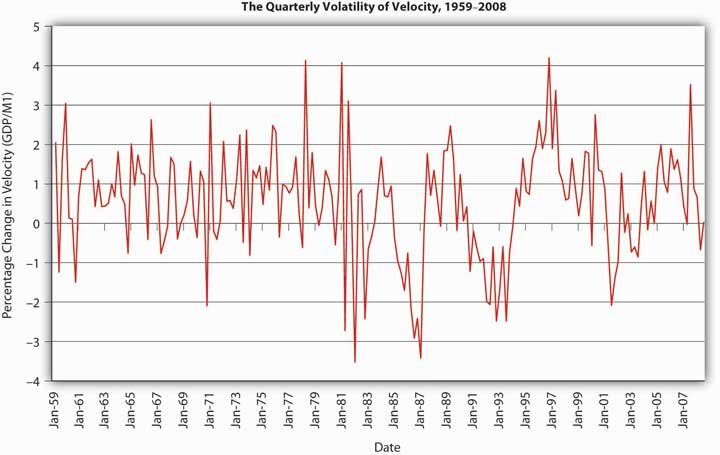 The Quarterly Volatility of Velocity, 1959–2008
Percentage Change in Velocity (GDP/M1)
5
4
3
2
1
0
−1
−2
−3
−4
Jan-59
Jan-61
Jan-63
Jan-65
Jan-67
Jan-69
Jan-71
Jan-73
Jan-75
Jan-77
Jan-79
Jan-81
Jan-83
Jan-85
Jan-87
Jan-89
Jan-91
Jan-93
Jan-95
Jan-97
Jan-99
Jan-01
Jan-03
Jan-05
Jan-07
Date